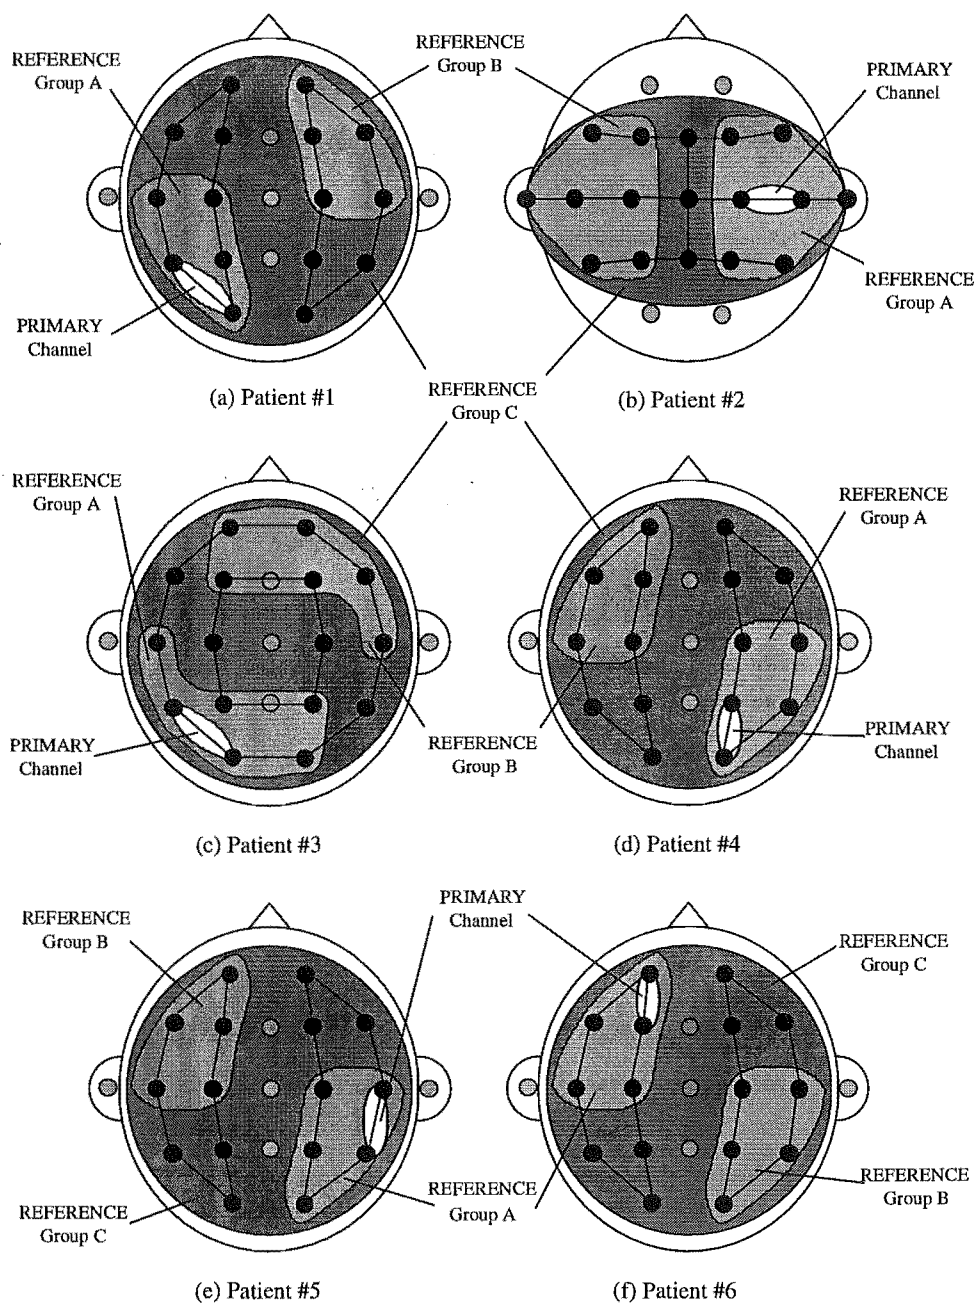 REFERENCE
Group A
REFERENCE
Group B
PRIMARY
Channel
PRIMARY
Channel
REFERENCE
Group A
(a) Patient #1
REFERENCE
Group C
(b) Patient #2
REFERENCE
Group A
REFERENCE
Group A
PRIMARY
Channel
REFERENCE
Group B
PRIMARY
Channel
(c) Patient #3
(d) Patient #4
REFERENCE
Group B
PRIMARY
Channel
REFERENCE
Group C
REFERENCE
Group C
REFERENCE
Group A
REFERENCE
Group B
(e) Patient #5
(f) Patient #6